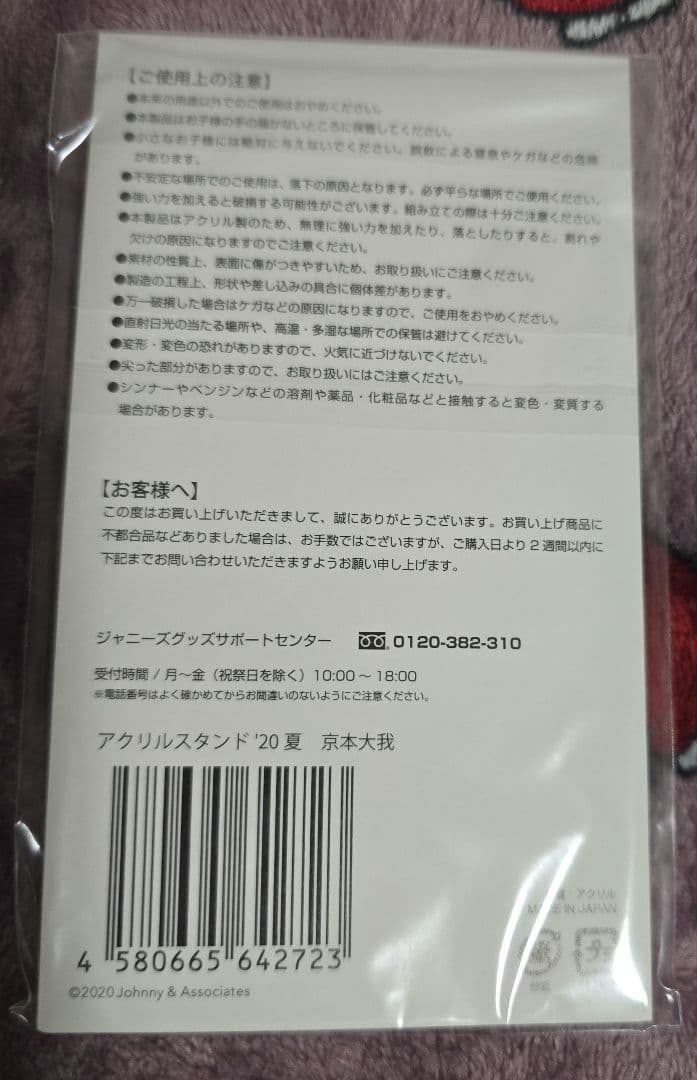 【ご使用上の注意】
●本来の用途以外でのご使用はおやめください。
●本製品はお子様の手の届かないところに保管してください。
●小さなお子様には絶対に与えないでください。誤飲による窒息やケガなどの危険
があります。
●不安定な場所でのご使用は、落下の原因となります。必ず平らな場所でご使用ください。
●強い力を加えると破損する可能性がございます。組み立ての際は十分ご注意ください。
●本製品はアクリル製のため、無理に強い力を加えたり、落としたりすると、割れや
欠けの原因になりますのでご注意ください。
●素材の性質上、表面に傷がつきやすいため、お取り扱いにご注意ください。
●製造の工程上、形状や差し込みの具合に個体差があります。
●万一破損した場合はケガなどの原因になりますので、ご使用をおやめください。
●直射日光の当たる場所や、高温・多湿な場所での保管は避けてください。
●変形・変色の恐れがありますので、火気に近づけないでください。
●尖った部分がありますので、お取り扱いにはご注意ください。
●シンナーやベンジンなどの溶剤や薬品・化粧品などと接触すると変色・変質する
場合があります。
【お客様へ】
この度はお買い上げいただきまして、誠にありがとうございます。お買い上げ商品に
不都合品などありました場合は、お手数ではございますが、ご購入日より2週間以内に
下記までお問い合わせいただきますようお願い申し上げます。
ジャニーズグッズサポートセンター 0120-382-310
受付時間/月〜金(祝祭日を除く)10:00〜18:00
※電話番号はよく確かめてからお間違いのないようにご注意ください。
アクリルスタンド'20夏 京本大我
4 580665 642723
©2020 Johnny & Associates
アクリル
MADE IN JAPAN